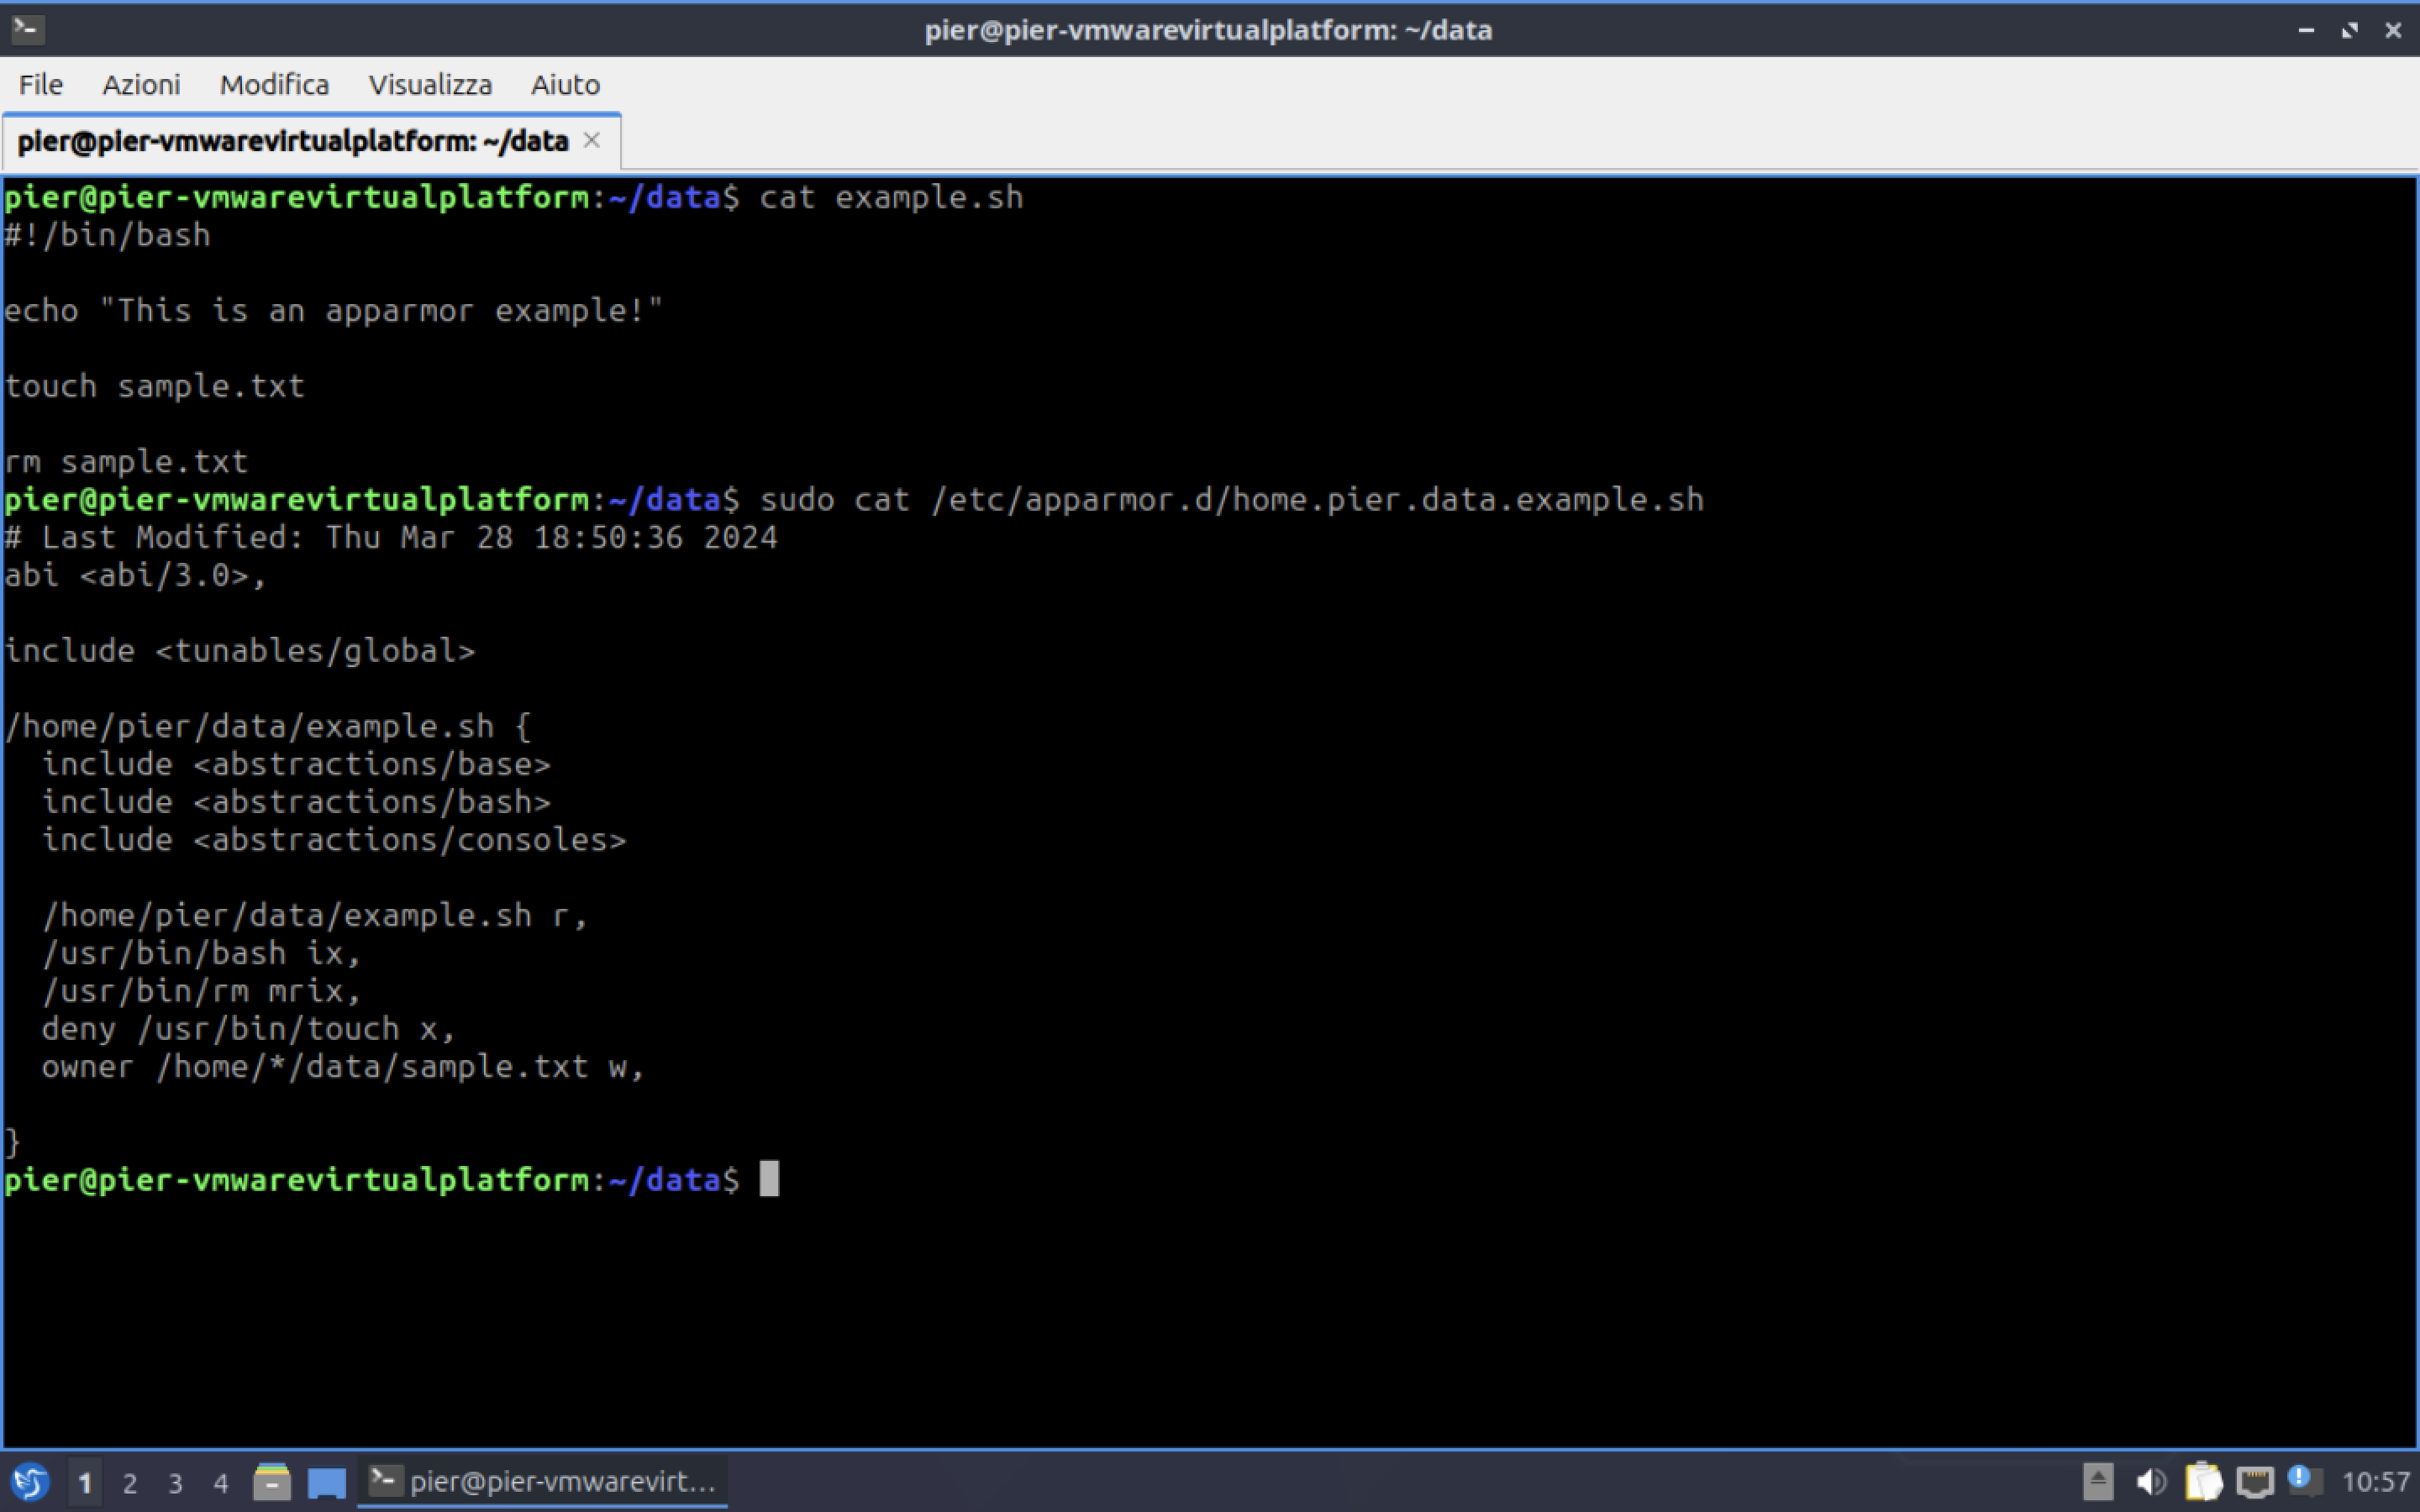 pier@pier-vmwarevirtualplatform: ~/data
File Azioni Modifica Visualizza Aiuto
pier@pier-vmwarevirtualplatform: ~/data
pier@pier-vmwarevirtualplatform:~/data$ cat example.sh
#!/bin/bash
echo "This is an apparmor example!"
touch sample.txt
rm sample.txt
pier@pier-vmwarevirtualplatform:~/data$ sudo cat /etc/apparmor.d/home.pier.data.example.sh
# Last Modified: Thu Mar 28 18:50:36 2024
abi <abi/3.0>,
include <tunables/global>
/home/pier/data/example.sh {
  include <abstractions/base>
  include <abstractions/bash>
  include <abstractions/consoles>
  /home/pier/data/example.sh r,
  /usr/bin/bash ix,
  /usr/bin/rm mrix,
  deny /usr/bin/touch x,
  owner /home/*/data/sample.txt w,
}
pier@pier-vmwarevirtualplatform:~/data$
1 2 3 4 pier@pier-vmwarevirt... 10:57